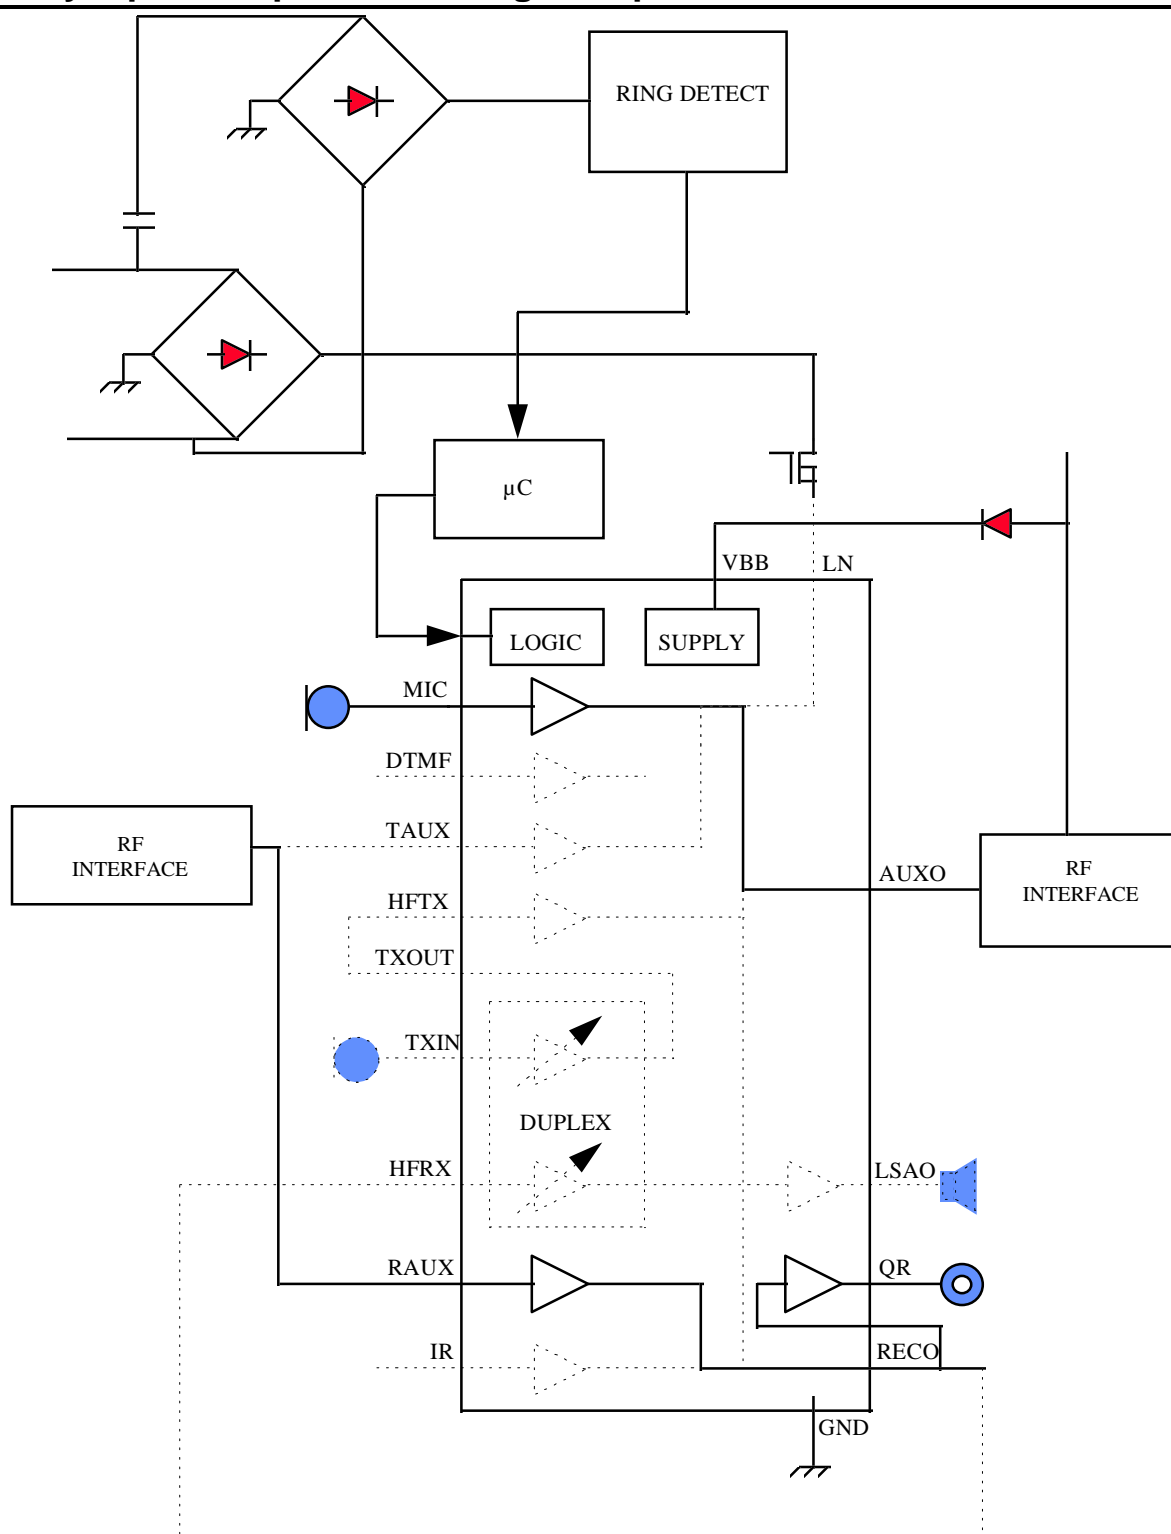 RING DETECT
µC
VBB
LN
LOGIC
SUPPLY
MIC
DTMF
TAUX
RF
INTERFACE
AUXO
RF
INTERFACE
HFTX
TXOUT
TXIN
DUPLEX
HFRX
LSAO
RAUX
QR
IR
RECO
GND